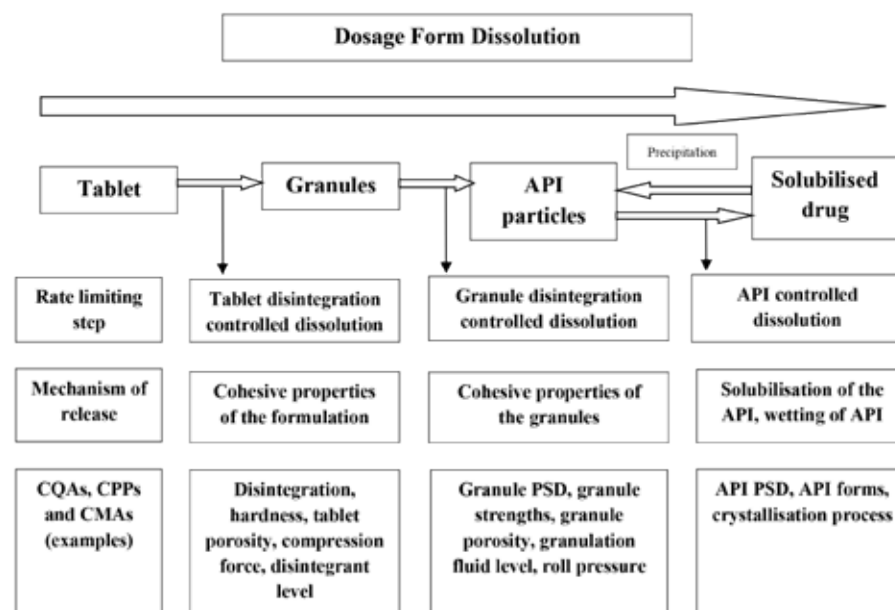 Dosage Form Dissolution
Precipitation
Tablet
Granules
API
particles
Solubilised
drug
Rate limiting
step
Tablet disintegration
controlled dissolution
Granule disintegration
controlled dissolution
API controlled
dissolution
Mechanism of
release
Cohesive properties
of the formulation
Cohesive properties of
the granules
Solubilisation of the
API, wetting of API
CQAs, CPPs
and CMAs
(examples)
Disintegration,
hardness, tablet
porosity, compression
force, disintegrant
level
Granule PSD, granule
strengths, granule
porosity, granulation
fluid level, roll pressure
API PSD, API forms,
crystallisation process